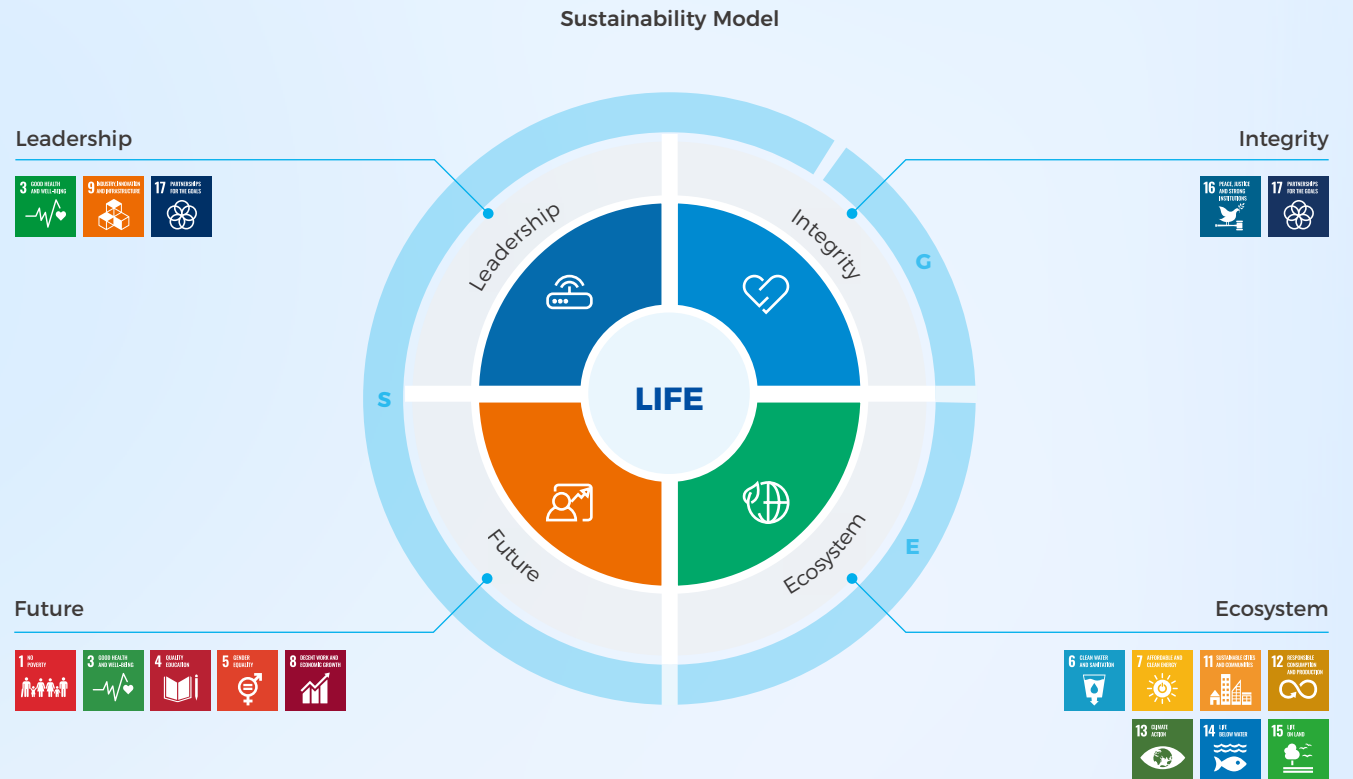 Sustainability Model
Leadership
3 GOOD HEALTH
AND WELL-BEING
9 INDUSTRY, INNOVATION
AND INFRASTRUCTURE
17 PARTNERSHIPS
FOR THE GOALS
Integrity
16 PEACE, JUSTICE
AND STRONG
INSTITUTIONS
17 PARTNERSHIPS
FOR THE GOALS
Leadership
Integrity
G
S
LIFE
E
Future
Ecosystem
Future
1 NO
POVERTY
3 GOOD HEALTH
AND WELL-BEING
4 QUALITY
EDUCATION
5 GENDER
EQUALITY
8 DECENT WORK AND
ECONOMIC GROWTH
Ecosystem
6 CLEAN WATER
AND SANITATION
7 AFFORDABLE AND
CLEAN ENERGY
11 SUSTAINABLE CITIES
AND COMMUNITIES
12 RESPONSIBLE
CONSUMPTION
AND PRODUCTION
13 CLIMATE
ACTION
14 LIFE
BELOW WATER
15 LIFE
ON LAND